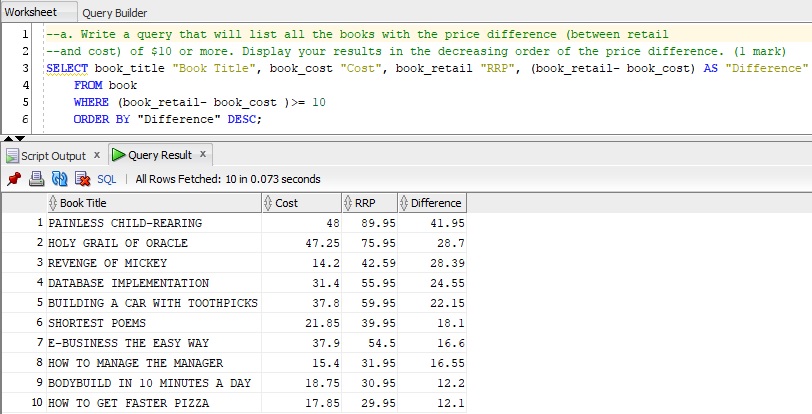 Worksheet Query Builder
1 --a. Write a query that will list all the books with the price difference (between retail
2 --and cost) of $10 or more. Display your results in the decreasing order of the price difference. (1 mark)
3 SELECT book_title "Book Title", book_cost "Cost", book_retail "RRP", (book_retail- book_cost) AS "Difference"
4 FROM book
5 WHERE (book_retail- book_cost )>= 10
6 ORDER BY "Difference" DESC;
Script Output x Query Result x
SQL | All Rows Fetched: 10 in 0.073 seconds
Book Title Cost RRP Difference
1 PAINLESS CHILD-REARING 48 89.95 41.95
2 HOLY GRAIL OF ORACLE 47.25 75.95 28.7
3 REVENGE OF MICKEY 14.2 42.59 28.39
4 DATABASE IMPLEMENTATION 31.4 55.95 24.55
5 BUILDING A CAR WITH TOOTHPICKS 37.8 59.95 22.15
6 SHORTEST POEMS 21.85 39.95 18.1
7 E-BUSINESS THE EASY WAY 37.9 54.5 16.6
8 HOW TO MANAGE THE MANAGER 15.4 31.95 16.55
9 BODYBUILD IN 10 MINUTES A DAY 18.75 30.95 12.2
10 HOW TO GET FASTER PIZZA 17.85 29.95 12.1